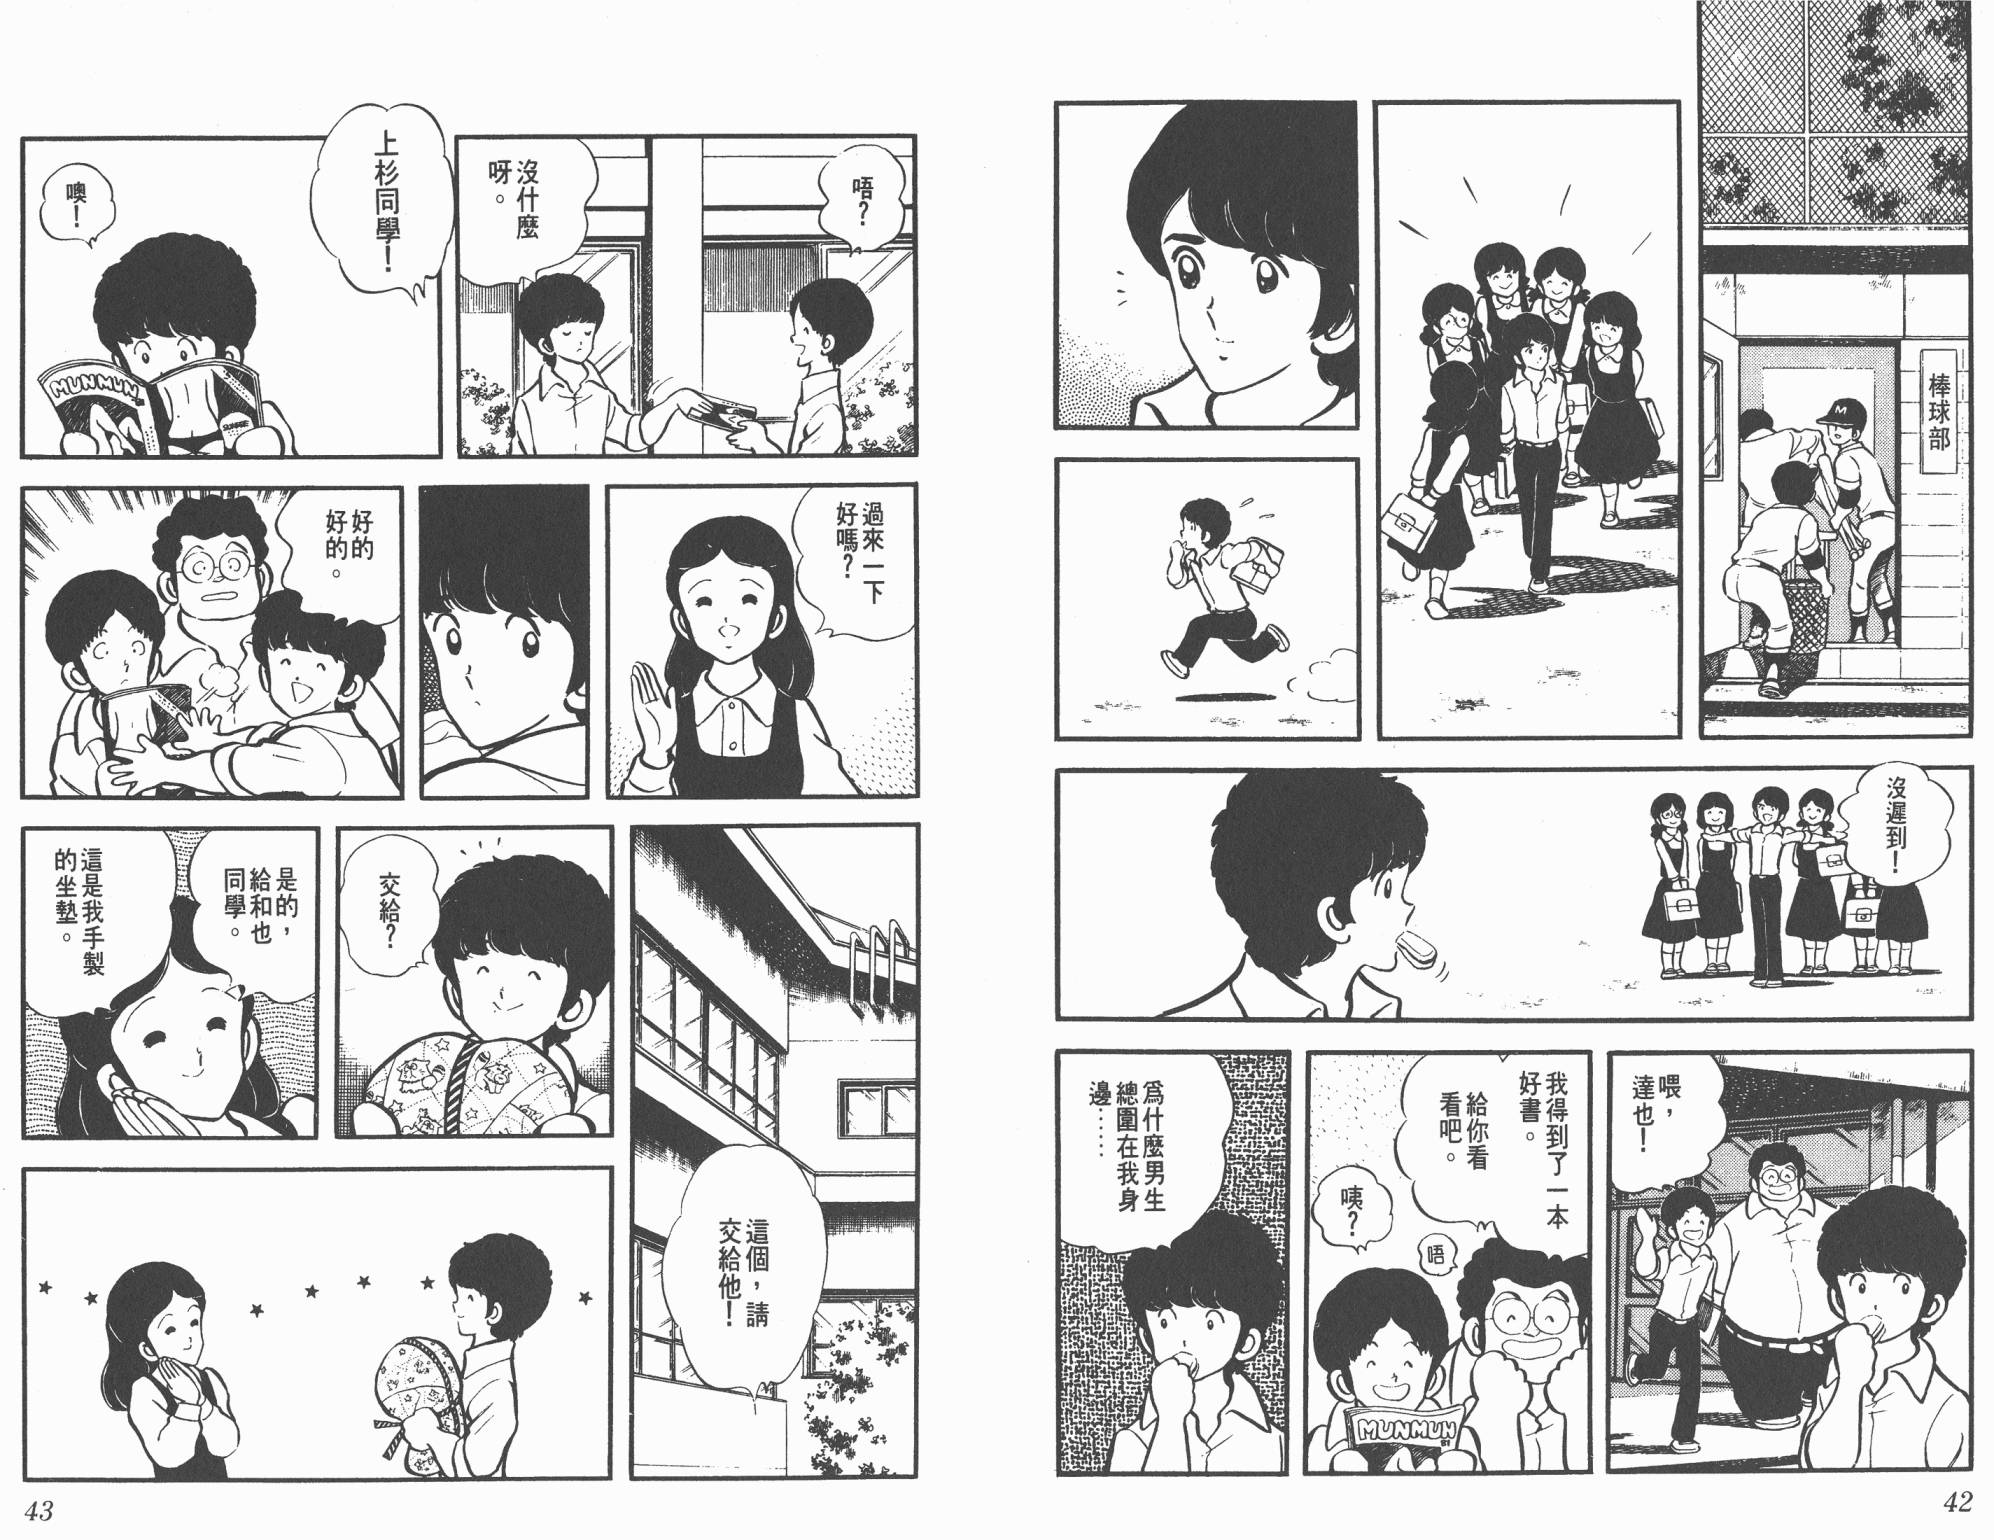 棒球部
M
沒遲到！
喂，
達也！
我得到了一本
好書。
給你看
看吧。
咦？
唔
MUNMUN
81
爲什麼男生
總圍在我身
邊……
42
唔？
沒什麼
呀。
上杉同學！
噢！
MUNMUN
過來一下
好嗎？
好的
好的。
這個，請
交給他！
交給？
是的，
給和也
同學。
這是我手製
的坐墊。
43